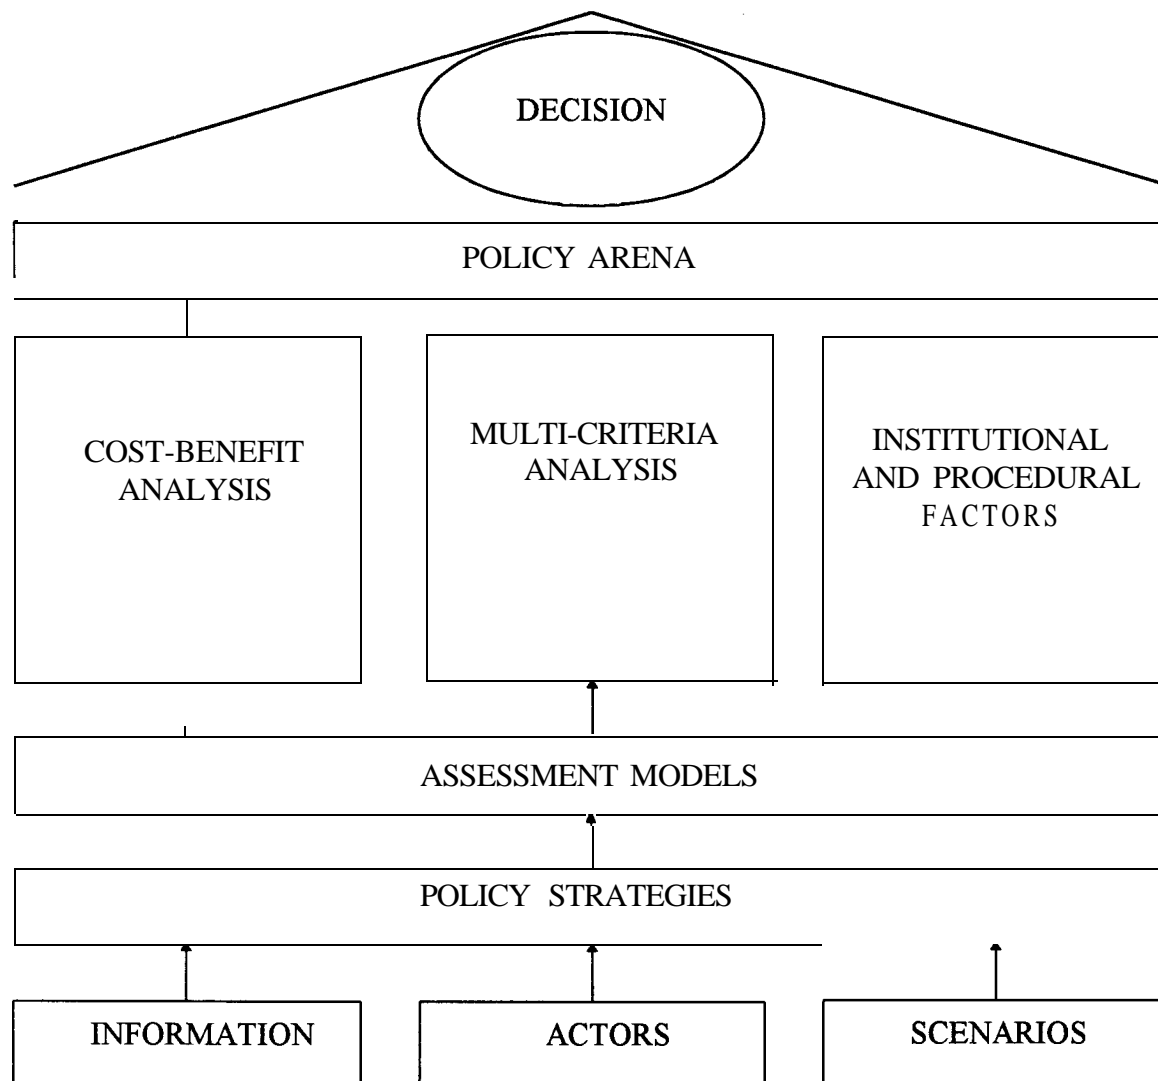 DECISION
POLICY ARENA
COST-BENEFIT
ANALYSIS
MULTI-CRITERIA
ANALYSIS
INSTITUTIONAL
AND PROCEDURAL
FACTORS
ASSESSMENT MODELS
POLICY STRATEGIES
INFORMATION
ACTORS
SCENARIOS